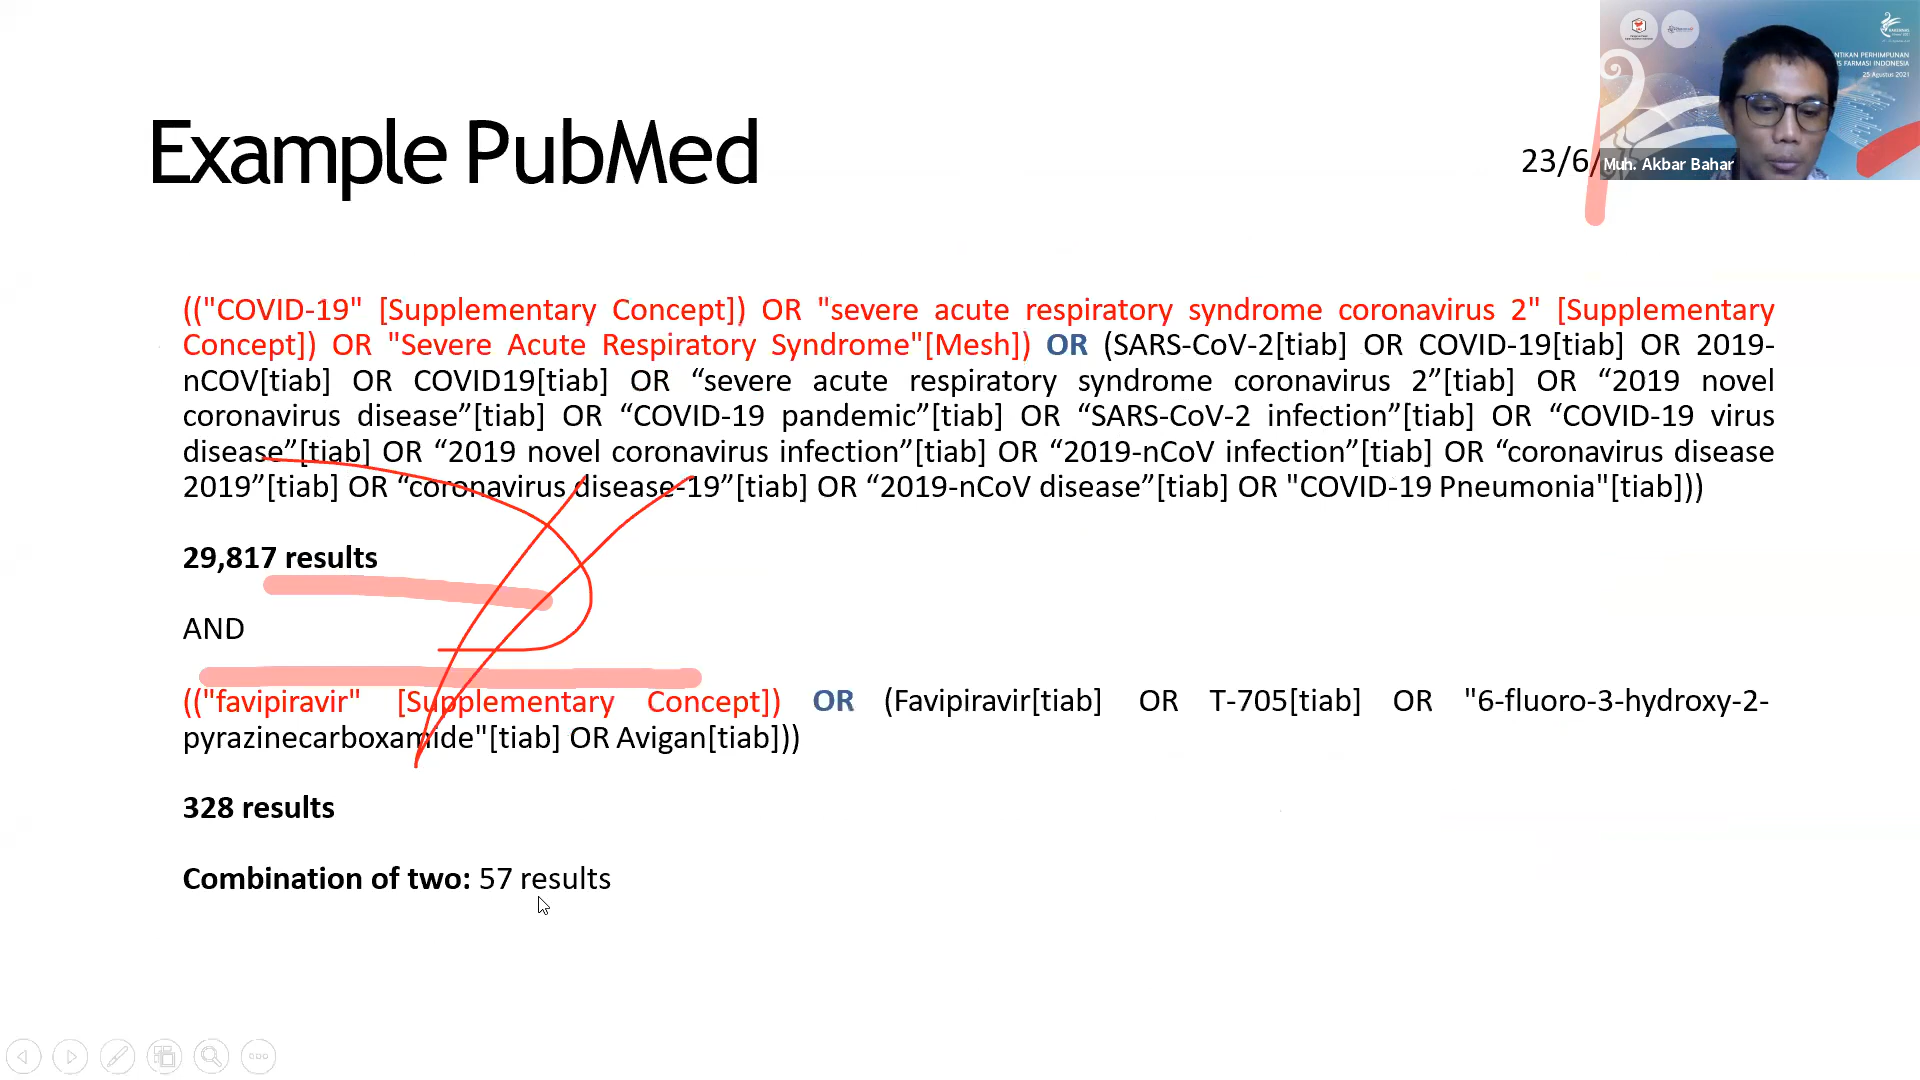 Example PubMed
23/6/
NTIKAN PERHIMPUNAN
S FARMASI INDONESIA
25 Agustus 2021
Muh. Akbar Bahar
(("COVID-19" [Supplementary Concept]) OR "severe acute respiratory syndrome coronavirus 2" [Supplementary
Concept]) OR "Severe Acute Respiratory Syndrome"[Mesh]) OR (SARS-CoV-2[tiab] OR COVID-19[tiab] OR 2019-
nCOV[tiab] OR COVID19[tiab] OR “severe acute respiratory syndrome coronavirus 2”[tiab] OR “2019 novel
coronavirus disease”[tiab] OR “COVID-19 pandemic”[tiab] OR “SARS-CoV-2 infection”[tiab] OR “COVID-19 virus
disease”[tiab] OR “2019 novel coronavirus infection”[tiab] OR “2019-nCoV infection”[tiab] OR “coronavirus disease
2019”[tiab] OR “coronavirus disease-19”[tiab] OR “2019-nCoV disease”[tiab] OR "COVID-19 Pneumonia"[tiab]))
29,817 results
AND
(("favipiravir" [Supplementary Concept]) OR (Favipiravir[tiab] OR T-705[tiab] OR "6-fluoro-3-hydroxy-2-
pyrazinecarboxamide"[tiab] OR Avigan[tiab]))
328 results
Combination of two: 57 results